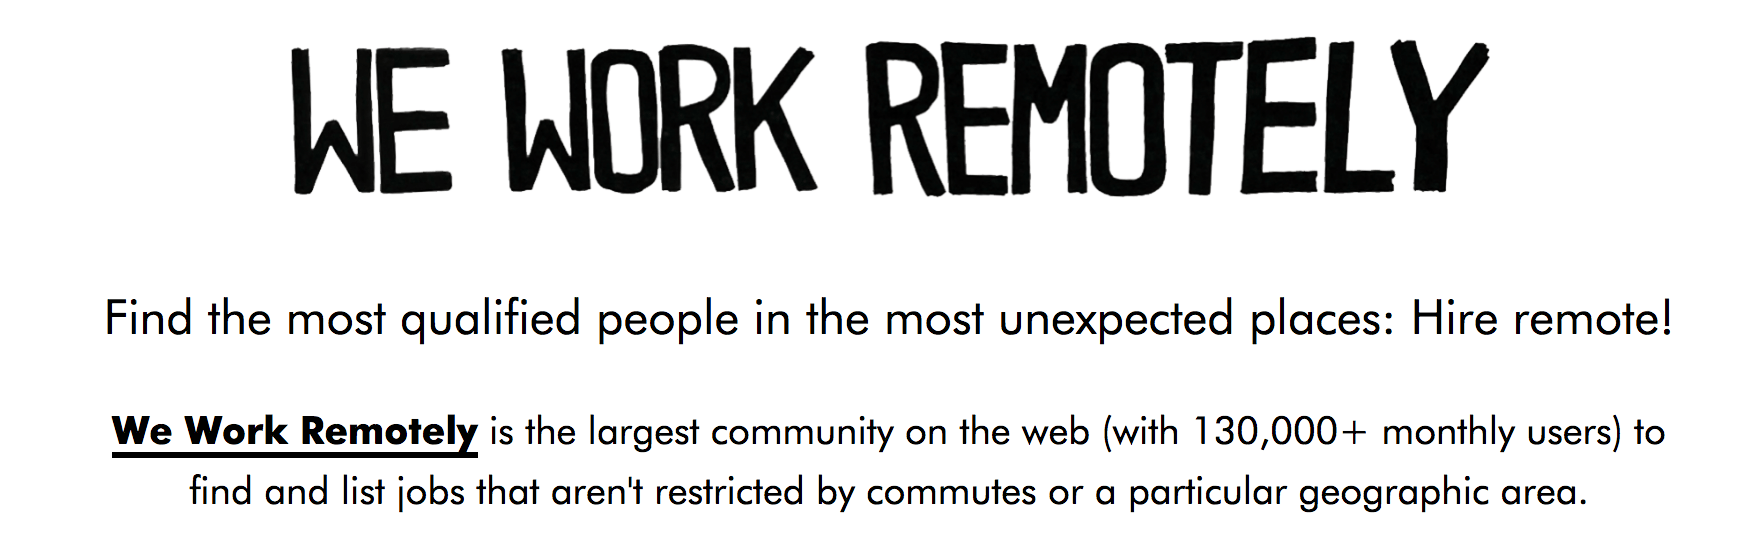 WE WORK REMOTELY
Find the most qualified people in the most unexpected places: Hire remote!
We Work Remotely is the largest community on the web (with 130,000+ monthly users) to
find and list jobs that aren't restricted by commutes or a particular geographic area.